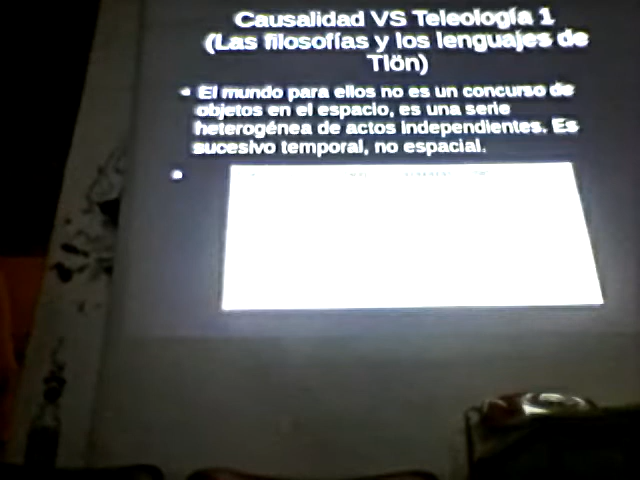 Causalidad VS Teleología 1
(Las filosofías y los lenguajes de
Tlön)
El mundo para ellos no es un concurso de
objetos en el espacio, es una serie
heterogénea de actos independientes. Es
sucesivo temporal, no espacial.